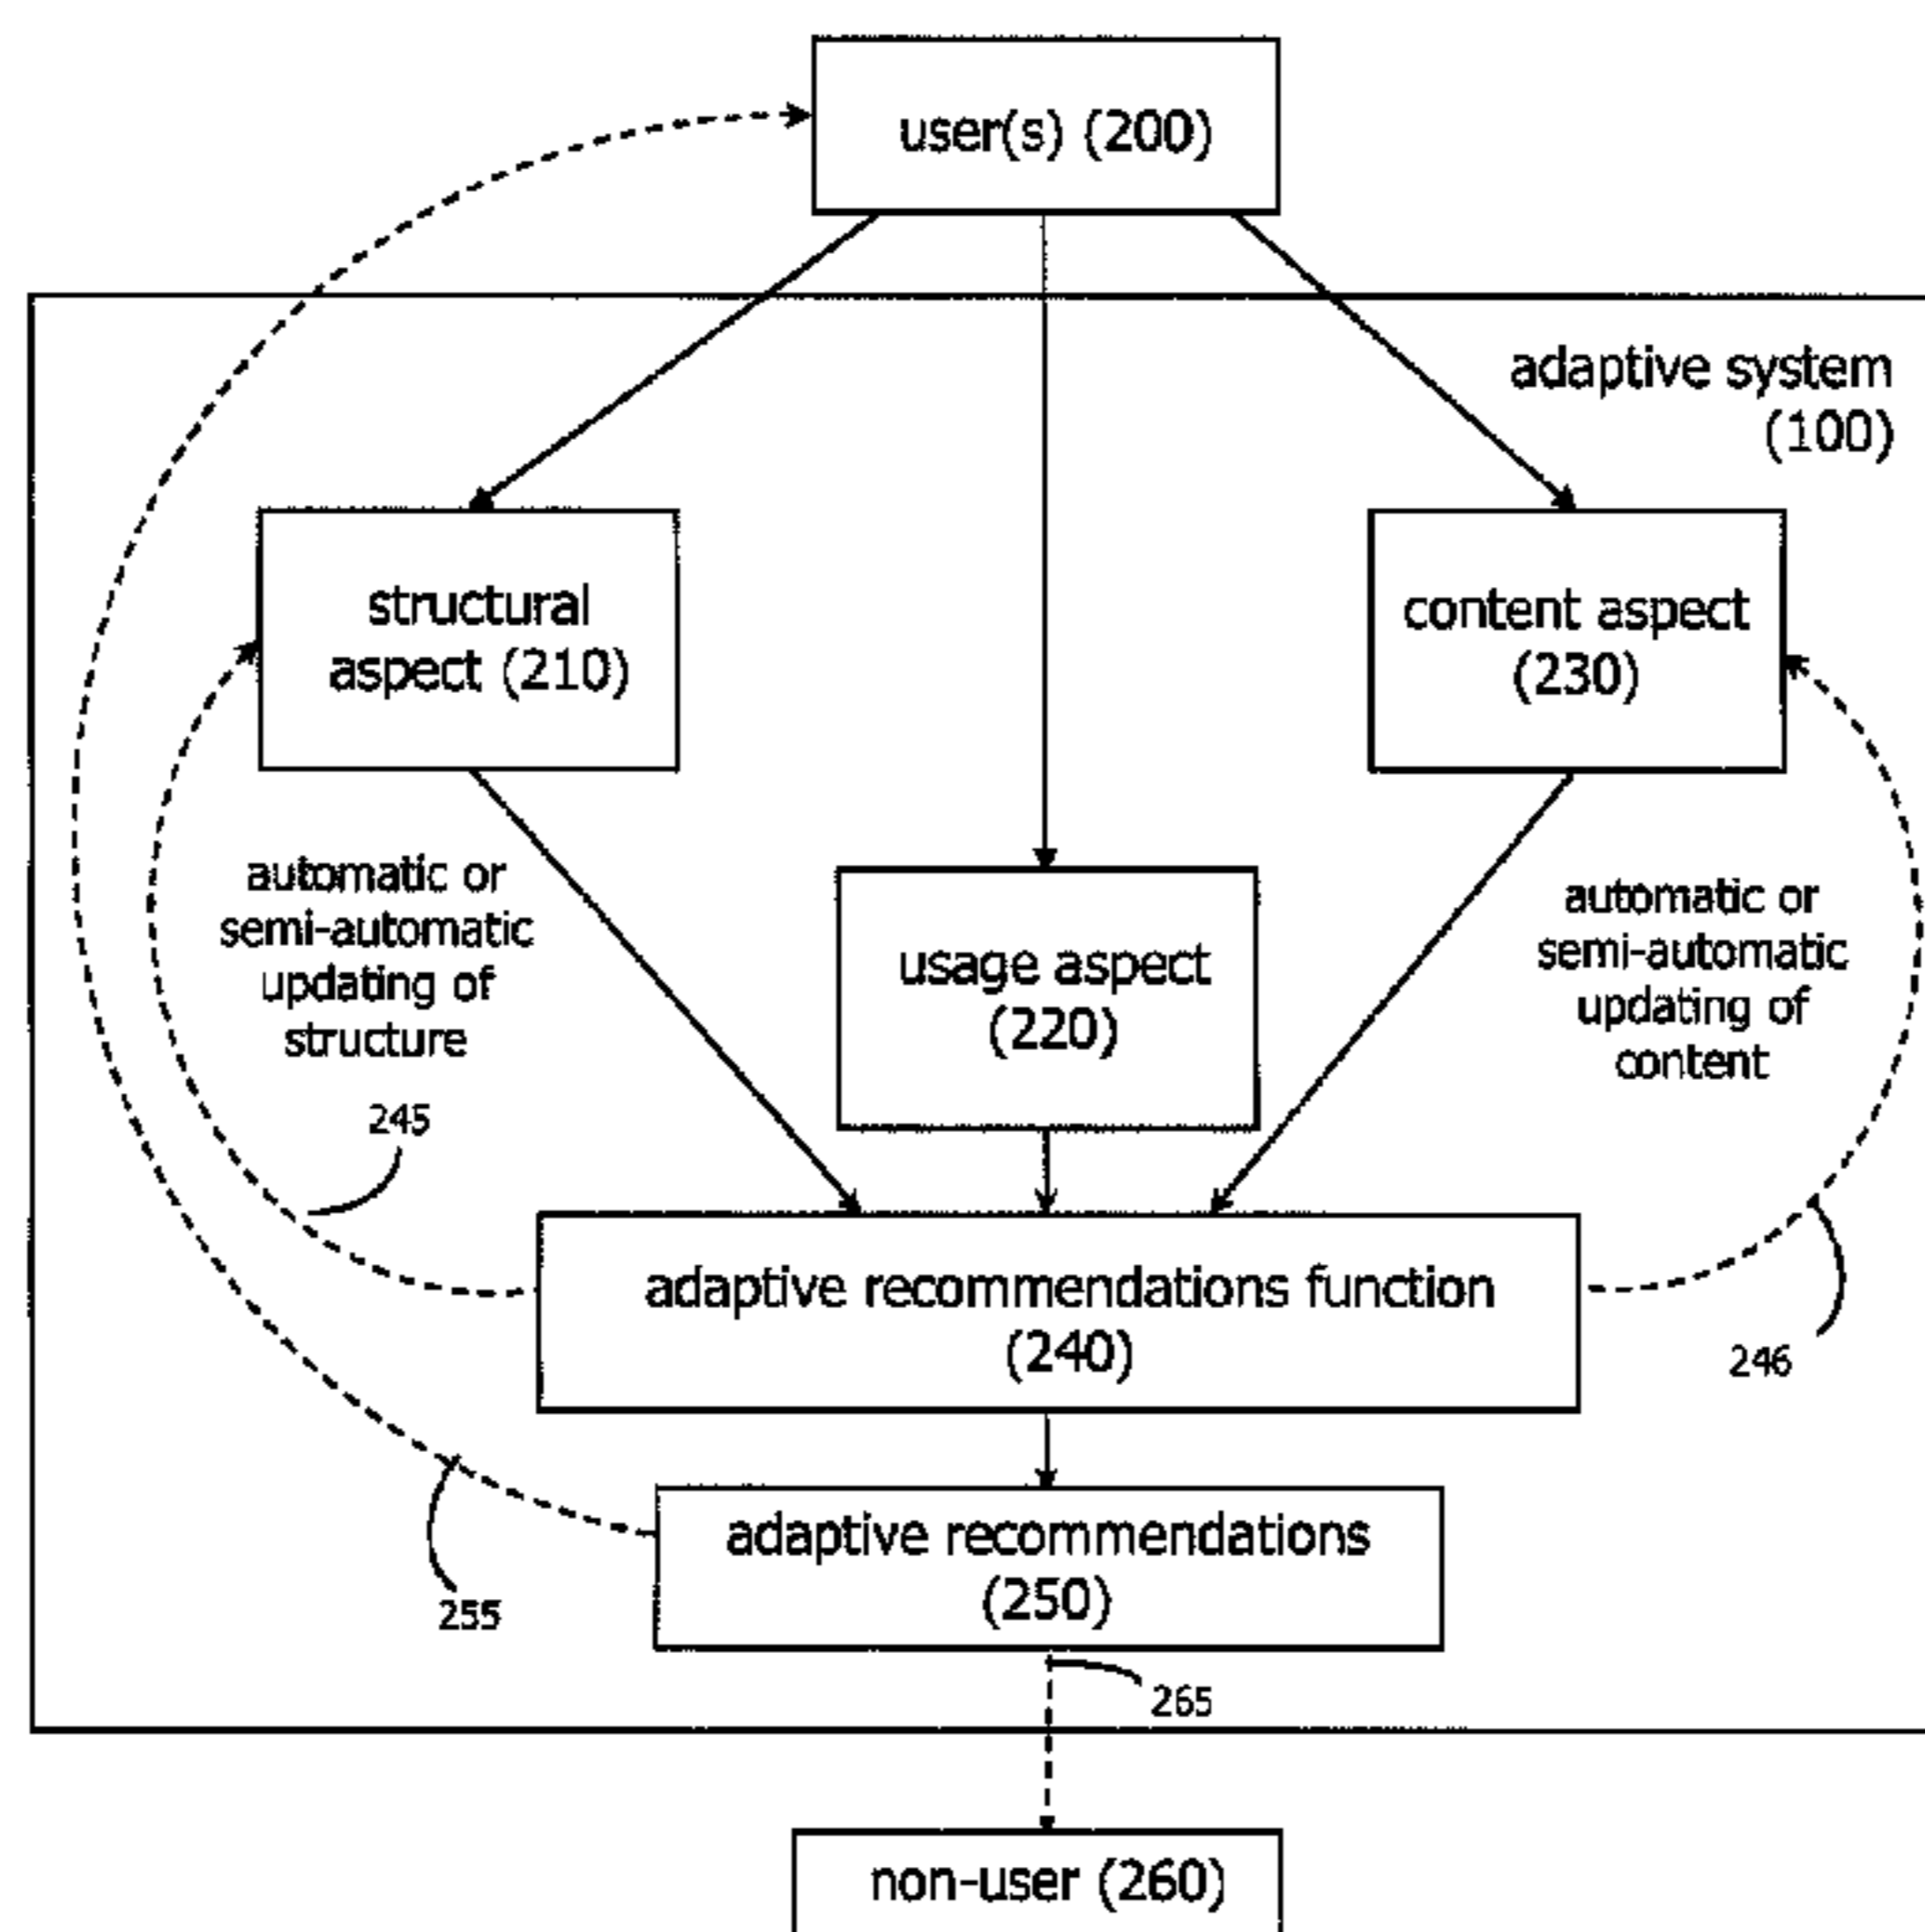 user(s) (200)
adaptive system
(100)
structural
aspect (210)
content aspect
(230)
automatic or
semi-automatic
updating of
structure
245
usage aspect
(220)
automatic or
semi-automatic
updating of
content
adaptive recommendations function
(240)
246
adaptive recommendations
(250)
255
265
non-user (260)